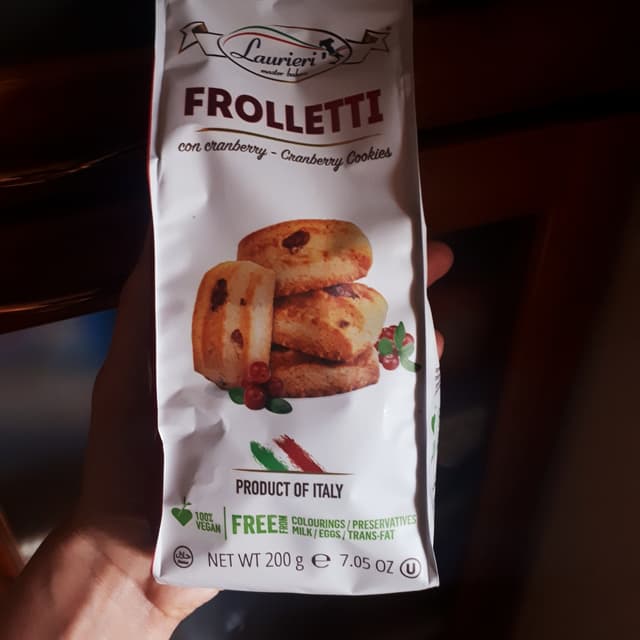 Laurieri
master bakers
FROLLETTI
con cranberry - Cranberry Cookies
PRODUCT OF ITALY
100% VEGAN
FREE FROM COLOURINGS / PRESERVATIVES
MILK / EGGS / TRANS-FAT
NET WT 200 g ℮ 7.05 OZ U